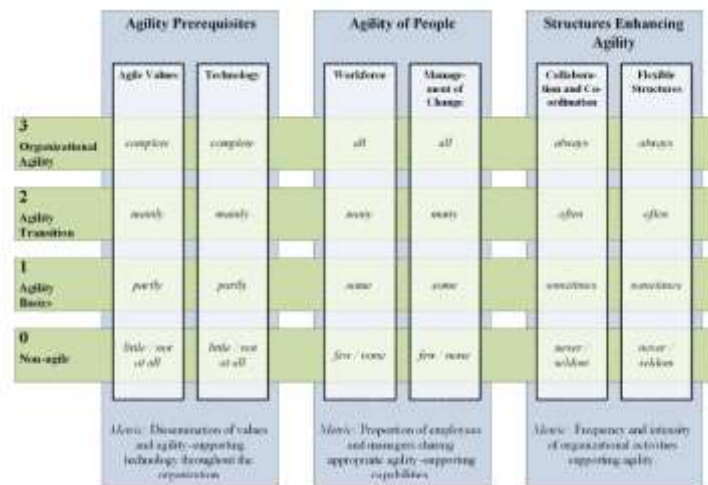 Agility Prerequisites
Agility of People
Structures Enhancing
Agility
Agile Values
Technology
Workforce
Manage-
ment of
Change
Collabora-
tion and Co-
ordination
Flexible
Structures
3
Organizational
Agility
complete
complete
all
all
always
always
2
Agility
Transition
mainly
mainly
many
many
often
often
1
Agility
Basics
partly
partly
some
some
sometimes
sometimes
0
Non-agile
little / not
at all
little / not
at all
few / none
few / none
never /
seldom
never /
seldom
Metric: Dissemination of values
and agility-supporting
technology throughout the
organization
Metric: Proportion of employees
and managers sharing
appropriate agility-supporting
capabilities
Metric: Frequency and intensity
of organizational activities
supporting agility